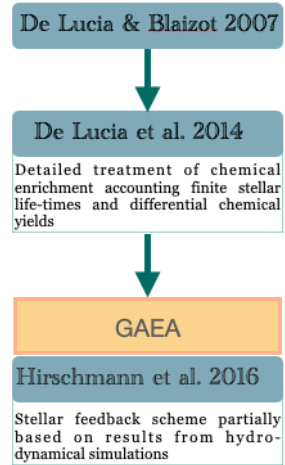 De Lucia & Blaizot 2007
De Lucia et al. 2014
Detailed treatment of chemical
enrichment accounting finite stellar
life-times and differential chemical
yields
GAEA
Hirschmann et al. 2016
Stellar feedback scheme partially
based on results from hydro-
dynamical simulations